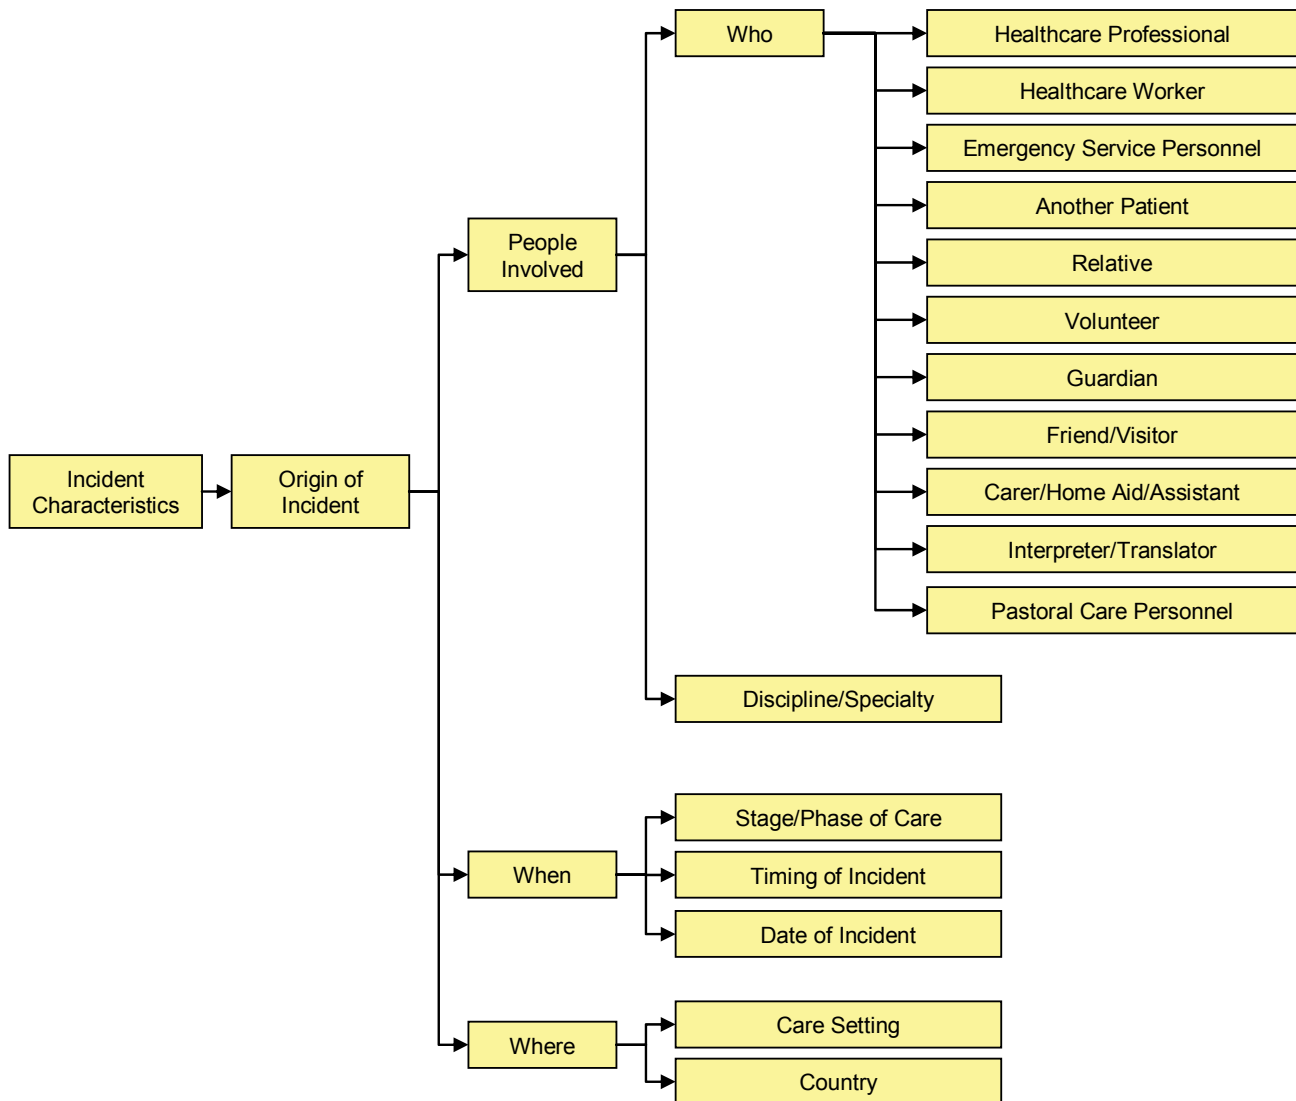 Who
Healthcare Professional
Healthcare Worker
Emergency Service Personnel
Another Patient
People
Involved
Relative
Volunteer
Guardian
Friend/Visitor
Incident
Characteristics
Origin of
Incident
Carer/Home Aid/Assistant
Interpreter/Translator
Pastoral Care Personnel
Discipline/Specialty
Stage/Phase of Care
When
Timing of Incident
Date of Incident
Care Setting
Where
Country